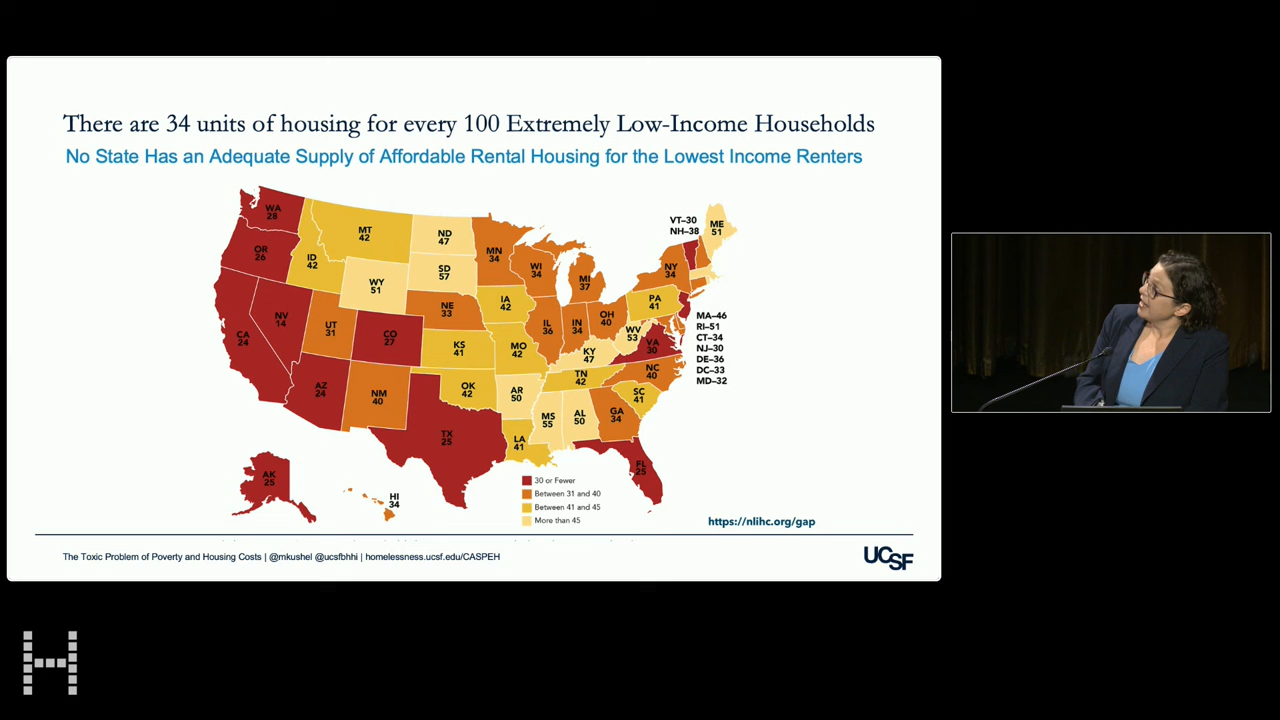 There are 34 units of housing for every 100 Extremely Low-Income Households
No State Has an Adequate Supply of Affordable Rental Housing for the Lowest Income Renters
WA
28
OR
26
CA
24
NV
14
ID
42
MT
42
WY
51
UT
31
AZ
24
CO
27
NM
40
ND
47
SD
57
NE
33
KS
41
OK
42
TX
25
MN
34
IA
42
MO
42
AR
50
LA
41
WI
34
IL
36
MI
37
IN
34
OH
40
KY
47
TN
42
MS
55
AL
50
GA
34
FL
25
SC
41
NC
40
VA
30
WV
53
PA
41
NY
34
ME
51
VT–30
NH–38
MA–46
RI–51
CT–34
NJ–30
DE–36
DC–33
MD–32
AK
25
HI
34
30 or Fewer
Between 31 and 40
Between 41 and 45
More than 45
https://nlihc.org/gap
The Toxic Problem of Poverty and Housing Costs | @mkushel @ucsfbhhi | homelessness.ucsf.edu/CASPEH
UCSF
H